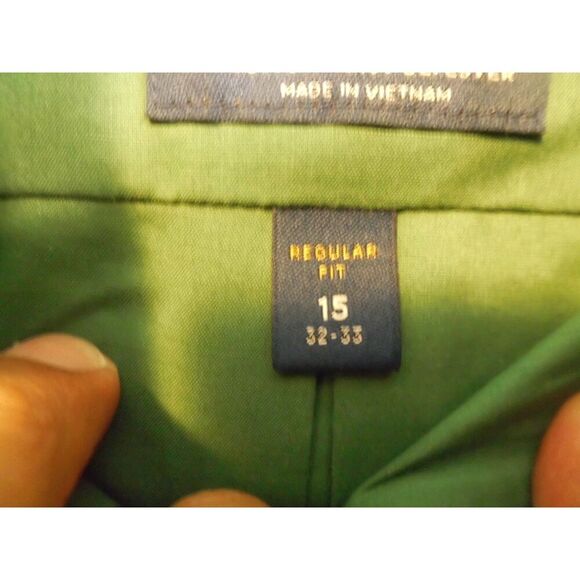 MADE IN VIETNAM
REGULAR
FIT
15
32-33